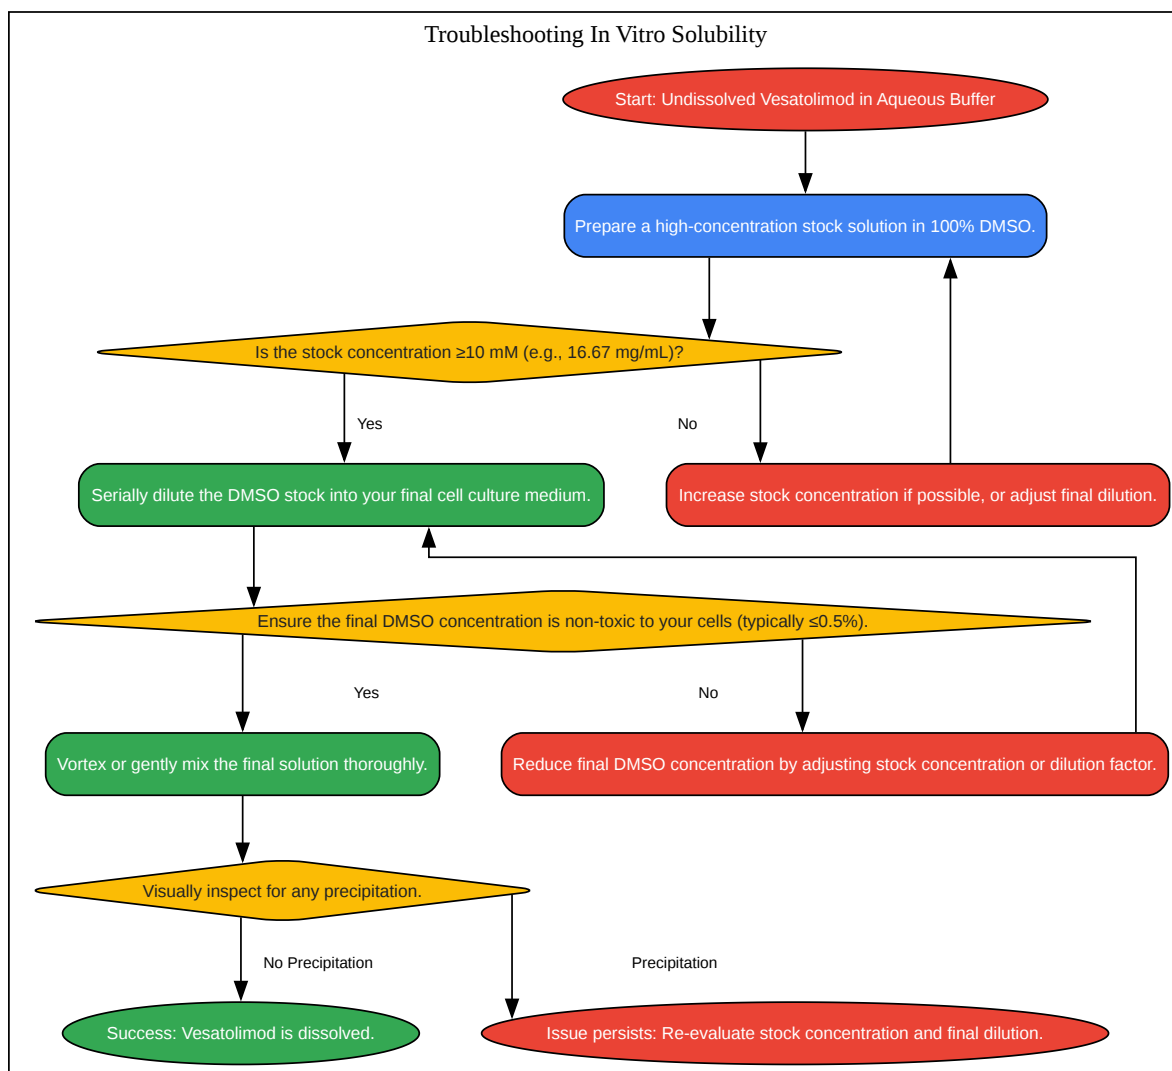 Troubleshooting In Vitro Solubility
Start: Undissolved Vesatolimod in Aqueous Buffer
Prepare a high-concentration stock solution in 100% DMSO.
Is the stock concentration ≥10 mM (e.g., 16.67 mg/mL)?
Yes
No
Serially dilute the DMSO stock into your final cell culture medium.
Increase stock concentration if possible, or adjust final dilution.
Ensure the final DMSO concentration is non-toxic to your cells (typically ≤0.5%).
Yes
No
Vortex or gently mix the final solution thoroughly.
Reduce final DMSO concentration by adjusting stock concentration or dilution factor.
Visually inspect for any precipitation.
No Precipitation
Precipitation
Success: Vesatolimod is dissolved.
Issue persists: Re-evaluate stock concentration and final dilution.